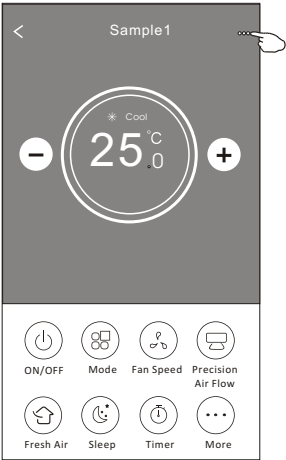 Sample1
Cool
25.0°C
ON/OFF Mode Fan Speed Precision Air Flow
Fresh Air Sleep Timer More